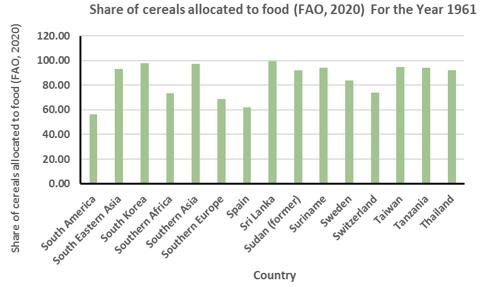 Share of cereals allocated to food (FAO, 2020)  For the Year 1961
Share of cereals allocated to food (FAO, 2020)
120.00
100.00
80.00
60.00
40.00
20.00
0.00
South America
South Eastern Asia
South Korea
Southern Africa
Southern Asia
Southern Europe
Spain
Sri Lanka
Sudan (former)
Suriname
Sweden
Switzerland
Taiwan
Tanzania
Thailand
Country